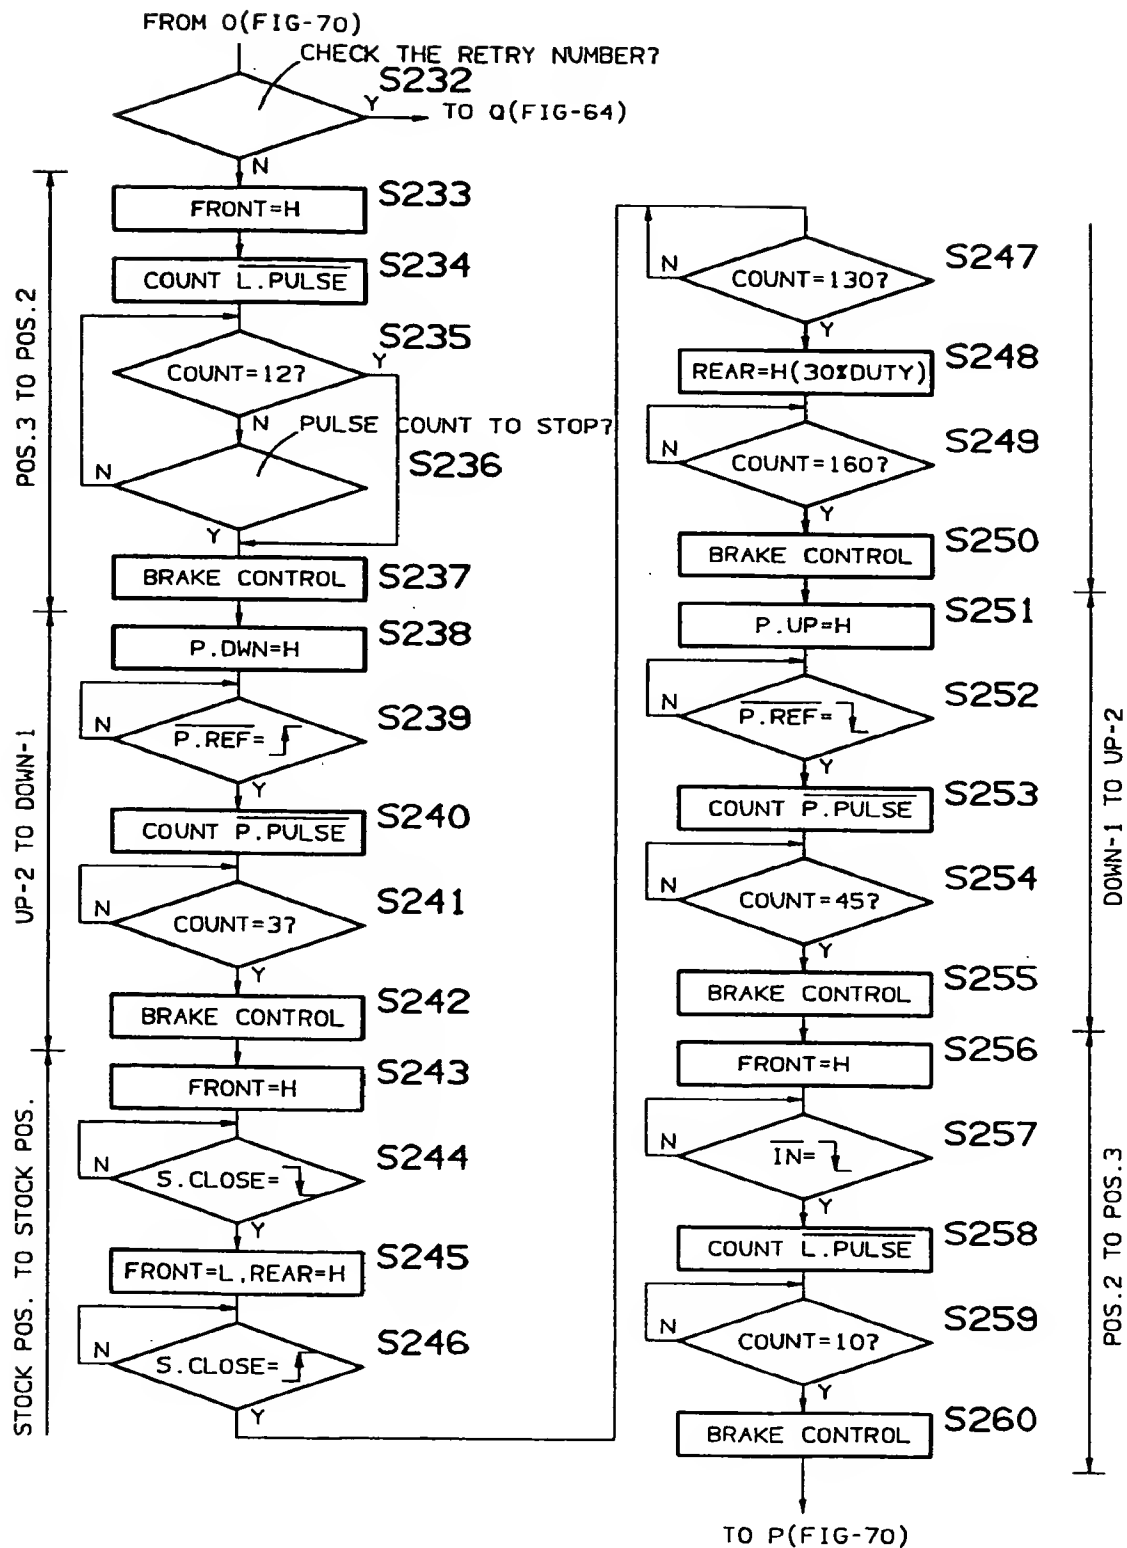 FROM O(FIG-70)
CHECK THE RETRY NUMBER?
S232
Y
TO Q(FIG-64)
N
POS.3 TO POS.2
S233
FRONT=H
S234
COUNT L.PULSE
S235
Y
COUNT=12?
N
PULSE COUNT TO STOP?
S236
N
Y
S237
BRAKE CONTROL
UP-2 TO DOWN-1
S238
P.DWN=H
S239
N
P.REF=
Y
S240
COUNT P.PULSE
S241
N
COUNT=3?
Y
S242
BRAKE CONTROL
STOCK POS. TO STOCK POS.
S243
FRONT=H
S244
N
S.CLOSE=
Y
S245
FRONT=L,REAR=H
S246
N
S.CLOSE=
Y
S247
N
COUNT=130?
Y
S248
REAR=H(30%DUTY)
S249
N
COUNT=160?
Y
S250
BRAKE CONTROL
DOWN-1 TO UP-2
S251
P.UP=H
S252
N
P.REF=
Y
S253
COUNT P.PULSE
S254
N
COUNT=45?
Y
S255
BRAKE CONTROL
POS.2 TO POS.3
S256
FRONT=H
S257
N
IN=
Y
S258
COUNT L.PULSE
S259
N
COUNT=10?
Y
S260
BRAKE CONTROL
TO P(FIG-70)